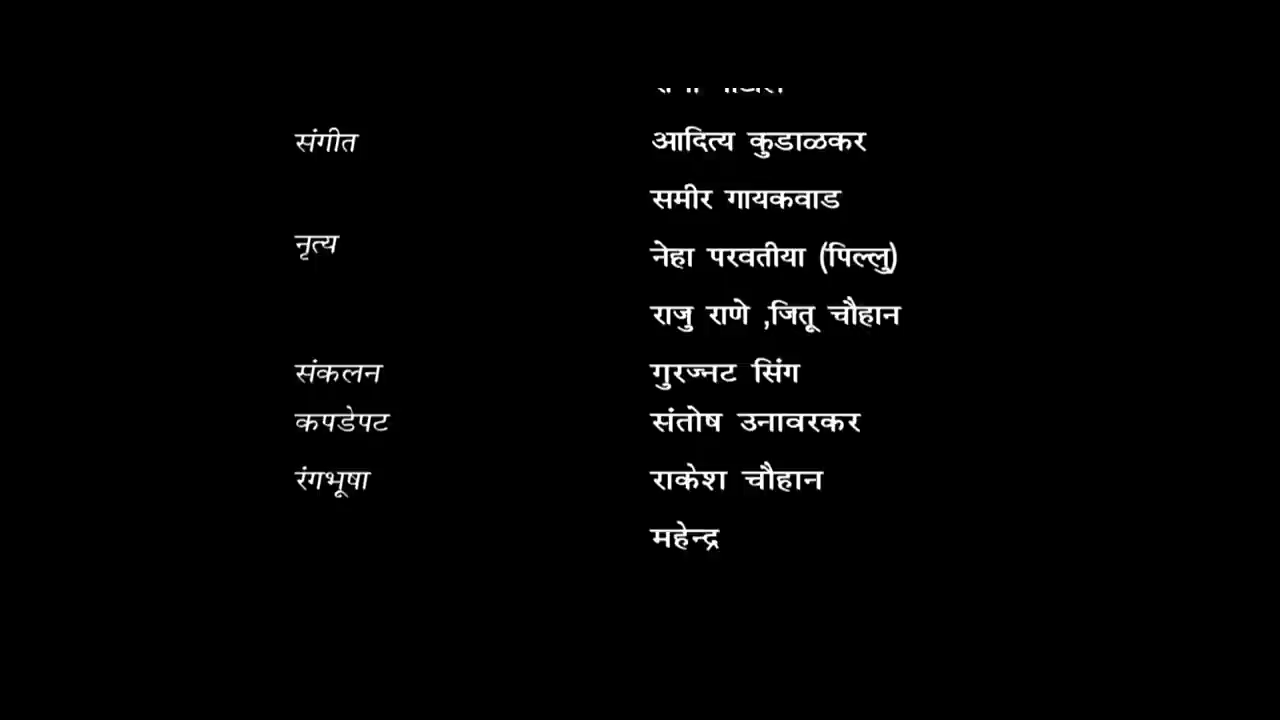 संगीत आदित्य कुडाळकर
समीर गायकवाड
नृत्य
नेहा परवतीया (पिल्लु)
राजु राणे ,जितू चौहान
संकलन गुरज्नट सिंग
कपडेपट संतोष उनावरकर
रंगभूषा राकेश चौहान
महेन्द्र